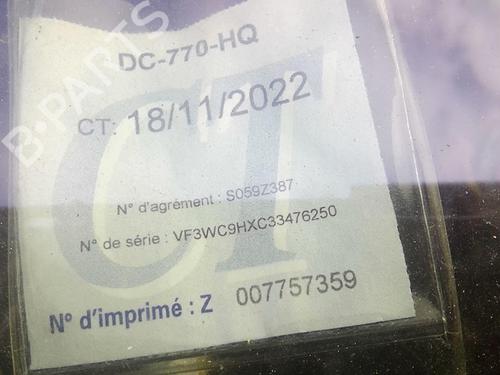 DC-770-HQ
CT: 18/11/2022
CT
N° d'agrément : S059Z387
N° de série : VF3WC9HXC33476250
N° d'imprimé : Z 007757359
B-PARTS